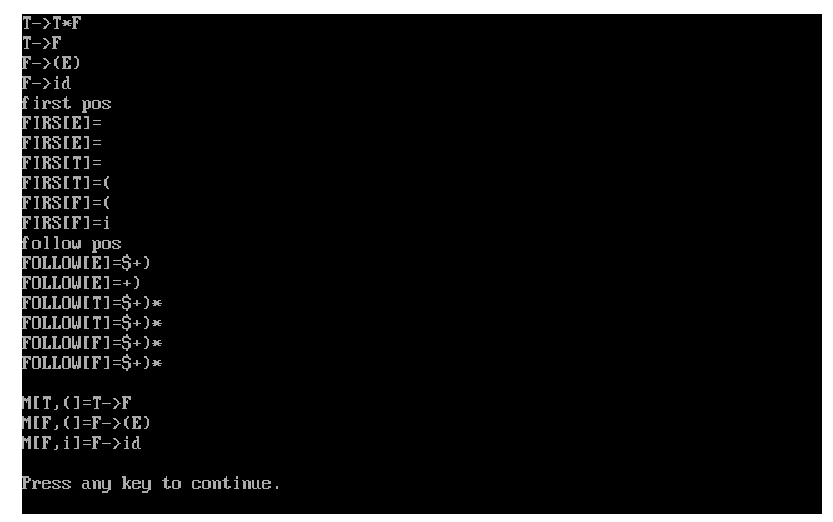 T->T*F
T->F
F->(E)
F->id
first pos
FIRS[E]=
FIRS[E]=
FIRS[T]=
FIRS[T]=(
FIRS[F]=(
FIRS[F]=i
follow pos
FOLLOW[E]=$+)
FOLLOW[E]=+)
FOLLOW[T]=$+)*
FOLLOW[T]=$+)*
FOLLOW[F]=$+)*
FOLLOW[F]=$+)*
M[T,(]=T->F
M[F,(]=F->(E)
M[F,i]=F->id
Press any key to continue.